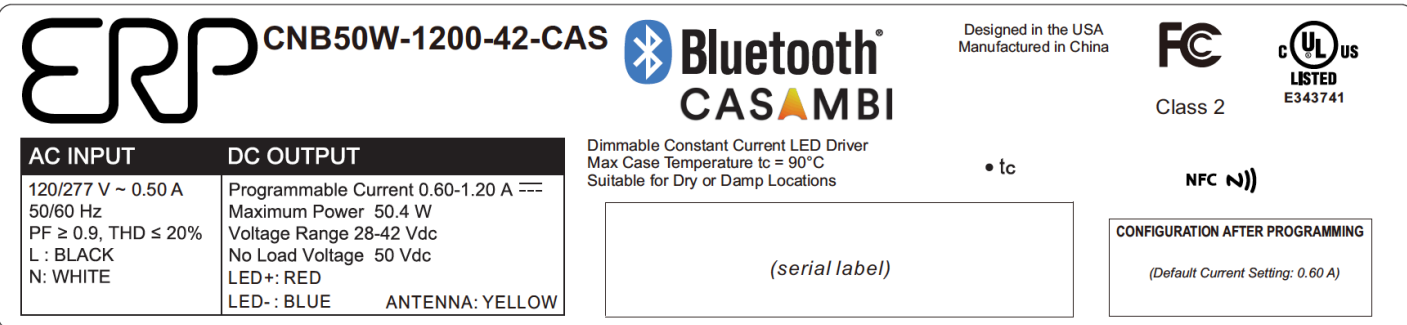 ERP
CNB50W-1200-42-CAS
Bluetooth®
CASAMBI
Designed in the USA
Manufactured in China
FC
Class 2
C UL US
®
LISTED
E343741
AC INPUT
120/277 V ~ 0.50 A
50/60 Hz
PF ≥ 0.9, THD ≤ 20%
L : BLACK
N: WHITE
DC OUTPUT
Programmable Current 0.60-1.20 A ⎓
Maximum Power 50.4 W
Voltage Range 28-42 Vdc
No Load Voltage 50 Vdc
LED+: RED
LED- : BLUE ANTENNA: YELLOW
Dimmable Constant Current LED Driver
Max Case Temperature tc = 90°C
Suitable for Dry or Damp Locations
• tc
NFC
(serial label)
CONFIGURATION AFTER PROGRAMMING
(Default Current Setting: 0.60 A)